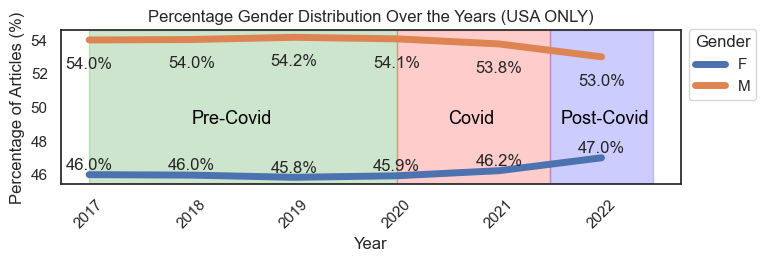 Percentage Gender Distribution Over the Years (USA ONLY)
Percentage of Articles (%)
54
52
50
48
46
54.0%
54.0%
54.2%
54.1%
53.8%
53.0%
Pre-Covid
Covid
Post-Covid
46.0%
46.0%
45.8%
45.9%
46.2%
47.0%
2017
2018
2019
2020
2021
2022
Year
Gender
F
M